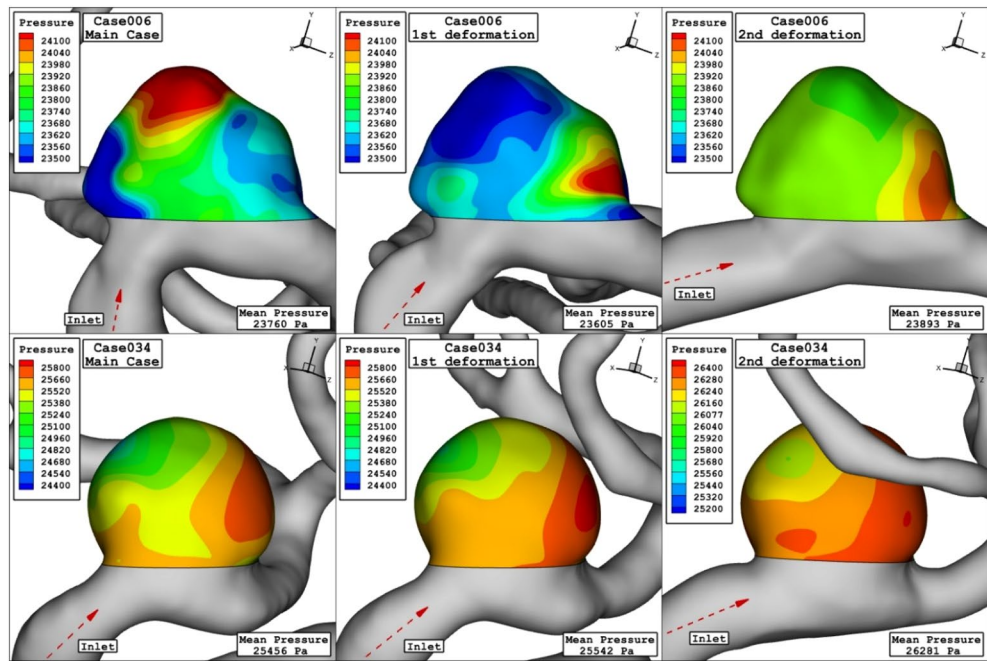 Pressure
24100
24040
23980
23920
23860
23800
23740
23680
23620
23560
23500
Case006
Main Case
Y
X
Z
Inlet
Mean Pressure
23760 Pa
Pressure
24100
24040
23980
23920
23860
23800
23740
23680
23620
23560
23500
Case006
1st deformation
Y
X
Z
Inlet
Mean Pressure
23605 Pa
Pressure
24100
24040
23980
23920
23860
23800
23740
23680
23620
23560
23500
Case006
2nd deformation
Y
X
Z
Inlet
Mean Pressure
23893 Pa
Pressure
25800
25660
25520
25380
25240
25100
24960
24820
24680
24540
24400
Case034
Main Case
Y
X
Z
Inlet
Mean Pressure
25456 Pa
Pressure
25800
25660
25520
25380
25240
25100
24960
24820
24680
24540
24400
Case034
1st deformation
Y
X
Z
Inlet
Mean Pressure
25542 Pa
Pressure
26400
26280
26160
26077
26040
25920
25800
25680
25560
25440
25320
25200
Case034
2nd deformation
Y
X
Z
Inlet
Mean Pressure
26281 Pa